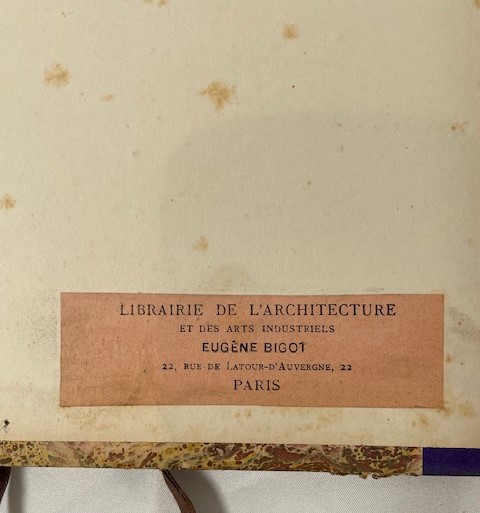 LIBRAIRIE DE L'ARCHITECTURE
ET DES ARTS INDUSTRIELS
EUGÈNE BIGOT
22, RUE DE LATOUR-D'AUVERGNE, 22
PARIS